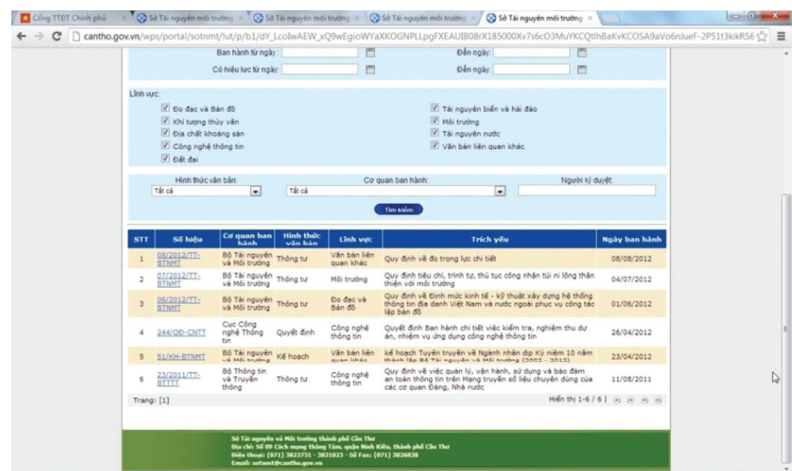 Cổng TTĐT Chính phủ
Sở Tài nguyên môi trường
Sở Tài nguyên môi trường
Sở Tài nguyên môi trường
Sở Tài nguyên môi trường
cantho.gov.vn/wps/portal/sotnmt/lut/p/b1/
Ban hành từ ngày:
Đến ngày:
Có hiệu lực từ ngày:
Đến ngày:
Lĩnh vực:
Đo đạc và Bản đồ
Tài nguyên biển và hải đảo
Khí tượng thủy văn
Môi trường
Địa chất khoáng sản
Tài nguyên nước
Công nghệ thông tin
Văn bản liên quan khác
Đất đai
Hình thức văn bản:
Cơ quan ban hành:
Người ký duyệt:
Tất cả
Tất cả
Tìm kiếm
STT Số hiệu Cơ quan ban hành Hình thức văn bản Lĩnh vực Trích yếu Ngày ban hành
1 08/2012/TT-BTNMT Bộ Tài nguyên và Môi trường Thông tư Văn bản liên quan khác Quy định về đo trọng lực chi tiết 08/08/2012
2 07/2012/TT-BTNMT Bộ Tài nguyên và Môi trường Thông tư Môi trường Quy định tiêu chí, trình tự, thủ tục công nhận túi ni lông thân thiện với môi trường 04/07/2012
3 06/2012/TT-BTNMT Bộ Tài nguyên và Môi trường Thông tư Đo đạc và Bản đồ Quy định về Định mức kinh tế - kỹ thuật xây dựng hệ thống thông tin địa danh Việt Nam và nước ngoài phục vụ công tác lập bản đồ 01/06/2012
4 244/QĐ-CNTT Cục Công nghệ Thông tin Quyết định Công nghệ thông tin Quyết định Ban hành chi tiết việc kiểm tra, nghiệm thu dự án, nhiệm vụ ứng dụng công nghệ thông tin 26/04/2012
5 51/KH-BTNMT Bộ Tài nguyên và Môi trường Kế hoạch Văn bản liên quan khác kế hoạch Tuyên truyền về Ngành nhân dịp Kỷ niệm 10 năm thành lập Bộ Tài nguyên và Môi trường (2002 - 2012) 23/04/2012
6 23/2011/TT-BTTTT Bộ Thông tin và Truyền thông Thông tư Công nghệ thông tin Quy định về việc quản lý, vận hành, sử dụng và bảo đảm an toàn thông tin trên Mạng truyền số liệu chuyên dùng của các cơ quan Đảng, Nhà nước 11/08/2011
Trang: [1]
Hiển thị 1-6 / 6 |
Sở Tài nguyên và Môi trường thành phố Cần Thơ
Địa chỉ: Số 09 Cách mạng tháng Tám, quận Ninh Kiều, thành phố Cần Thơ
Điện thoại: (071) 3822751 - 3821023 - Số Fax: (071) 3826838
Email: sotnmt@cantho.gov.vn